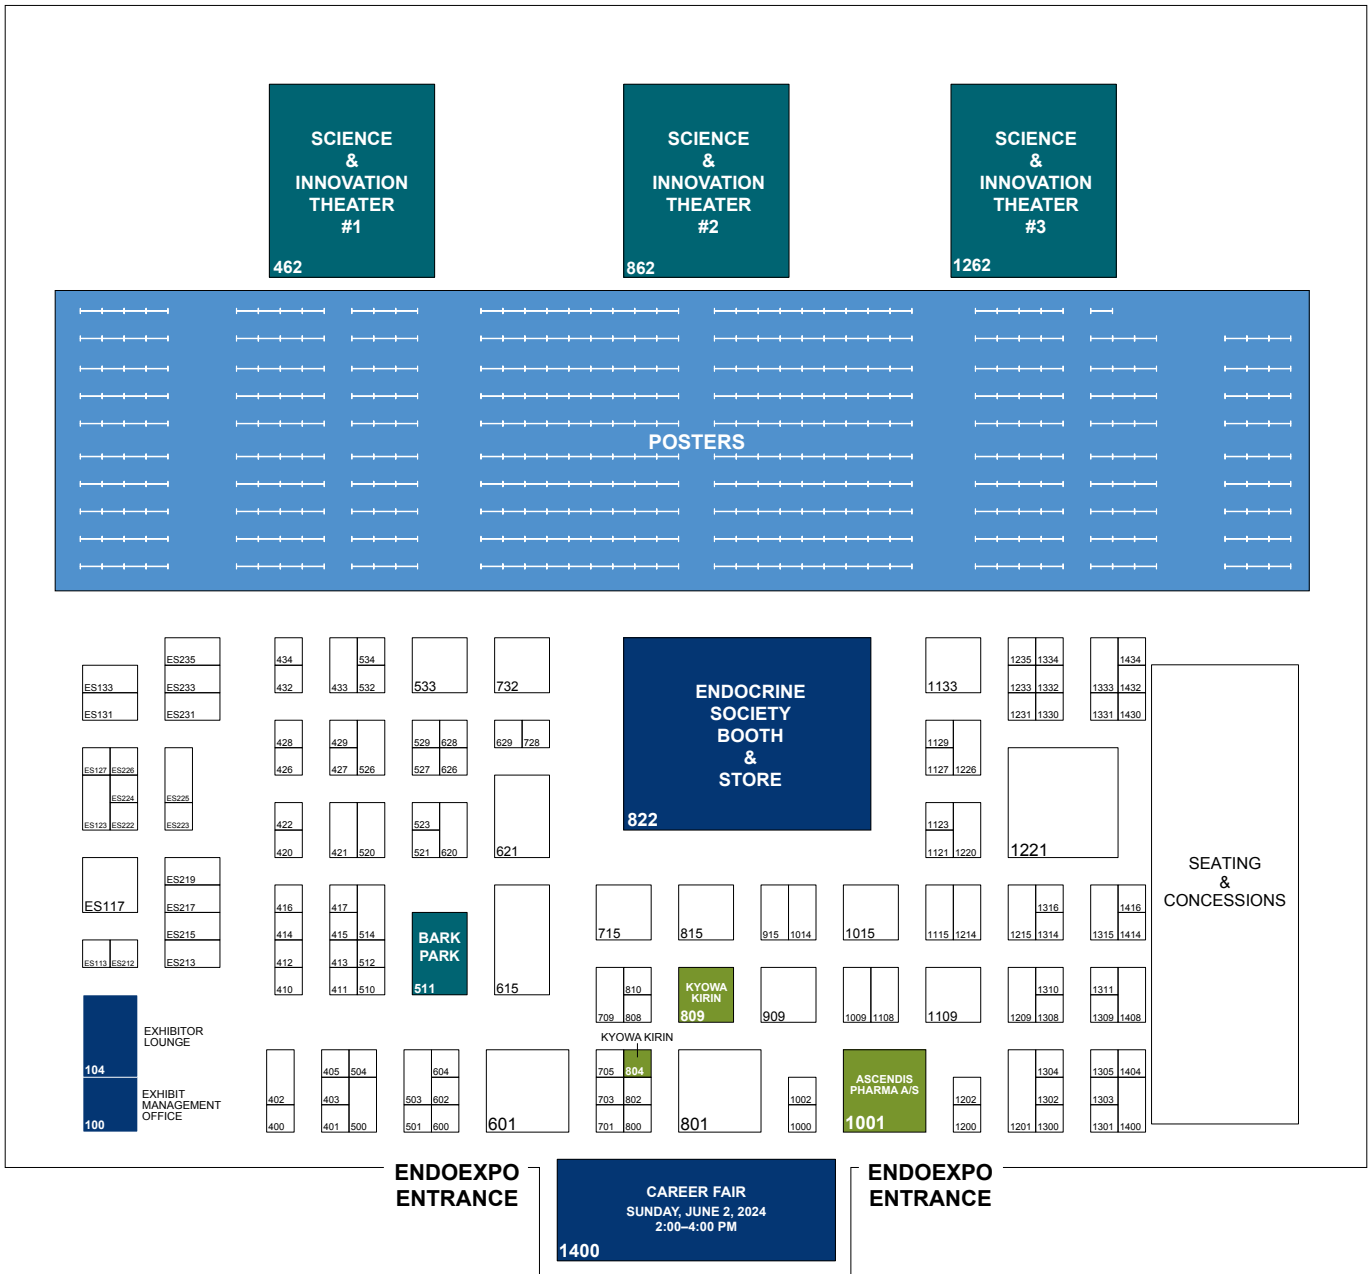 SCIENCE
&
INNOVATION
THEATER
#1
462
SCIENCE
&
INNOVATION
THEATER
#2
862
SCIENCE
&
INNOVATION
THEATER
#3
1262
POSTERS
ES235
ES233
ES231
ES133
ES131
434
432
534
433 532
533
732
ENDOCRINE
SOCIETY
BOOTH
&
STORE
822
1133
1235 1334
1233 1332
1231 1330
1434
1333 1432
1331 1430
ES127 ES226
ES224
ES123 ES222
ES225
ES223
428
426
429
427 526
529 628
527 626
629 728
1129
1127 1226
422
420
421 520
523
521 620
621
1123
1121 1220
1221
SEATING
&
CONCESSIONS
ES117
ES219
ES217
ES215
ES213
ES113 ES212
416
414
412
410
417
415 514
413 512
411 510
BARK
PARK
511
615
715
815
915 1014
1015
1115 1214
1316
1215 1314
1416
1315 1414
810
709 808
KYOWA
KIRIN
809
909
1009 1108
1109
1310
1209 1308
1311
1309 1408
104
EXHIBITOR
LOUNGE
100
EXHIBIT
MANAGEMENT
OFFICE
KYOWA KIRIN
402
400
405 504
403
401 500
604
503 602
501 600
601
705 804
703 802
701 800
801
1002
1000
ASCENDIS
PHARMA A/S
1001
1202
1200
1304
1302
1201 1300
1305 1404
1303
1301 1400
ENDOEXPO
ENTRANCE
CAREER FAIR
SUNDAY, JUNE 2, 2024
2:00–4:00 PM
1400
ENDOEXPO
ENTRANCE